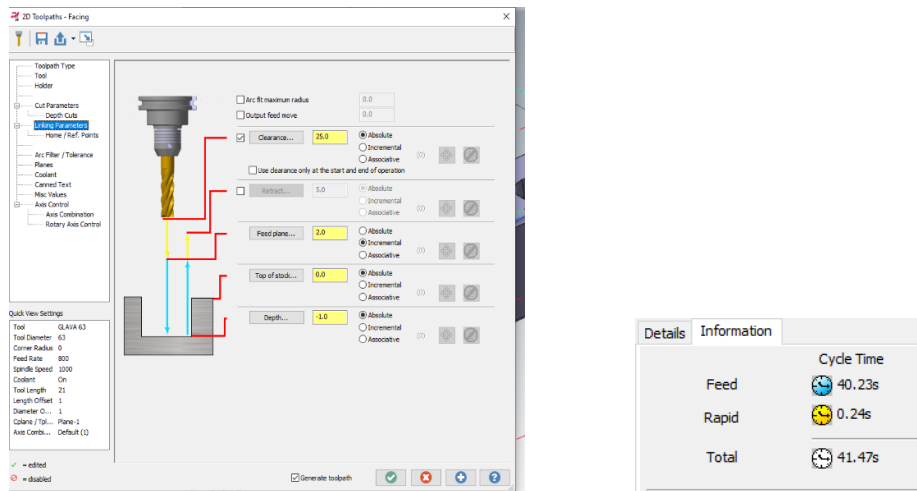 2D Toolpaths - Facing
Toolpath Type
Tool
Holder
Cut Parameters
Depth Cuts
Linking Parameters
Home / Ref. Points
Arc Filter / Tolerance
Planes
Coolant
Canned Text
Misc Values
Axis Control
Axis Combination
Rotary Axis Control
Quick View Settings
Tool GLAVA 63
Tool Diameter 63
Corner Radius 0
Feed Rate 800
Spindle Speed 1000
Coolant On
Tool Length 21
Length Offset 1
Diameter O... 1
Cplane / Tpl... Plane-1
Axis Combi... Default (1)
= edited
= disabled
Arc fit maximum radius 0.0
Output feed move 0.0
Clearance... 25.0 Absolute
Incremental
Associative (0)
Use clearance only at the start and end of operation
Retract... 5.0 Absolute
Incremental
Associative (0)
Feed plane... 2.0 Absolute
Incremental
Associative (0)
Top of stock... 0.0 Absolute
Incremental
Associative (0)
Depth... -1.0 Absolute
Incremental
Associative (0)
Generate toolpath
Details Information
Cycle Time
Feed 40.23s
Rapid 0.24s
Total 41.47s